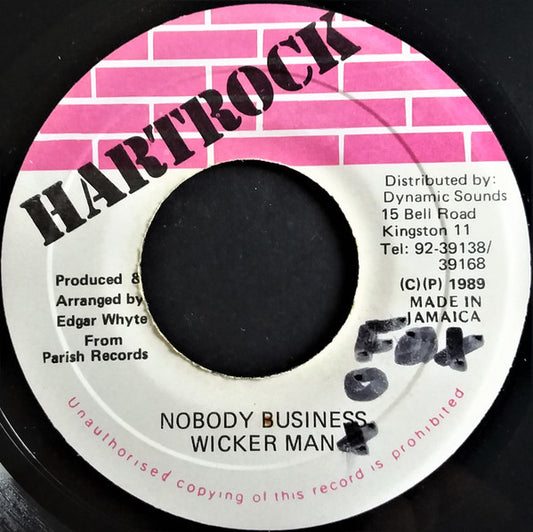 HARTROCK
Distributed by:
Dynamic Sounds
15 Bell Road
Kingston 11
Tel: 92-39138/
39168
(C)(P) 1989
MADE IN
JAMAICA
Produced &
Arranged by
Edgar Whyte
From
Parish Records
NOBODY BUSINESS
WICKER MAN
Unauthorised copying of this record is prohibited